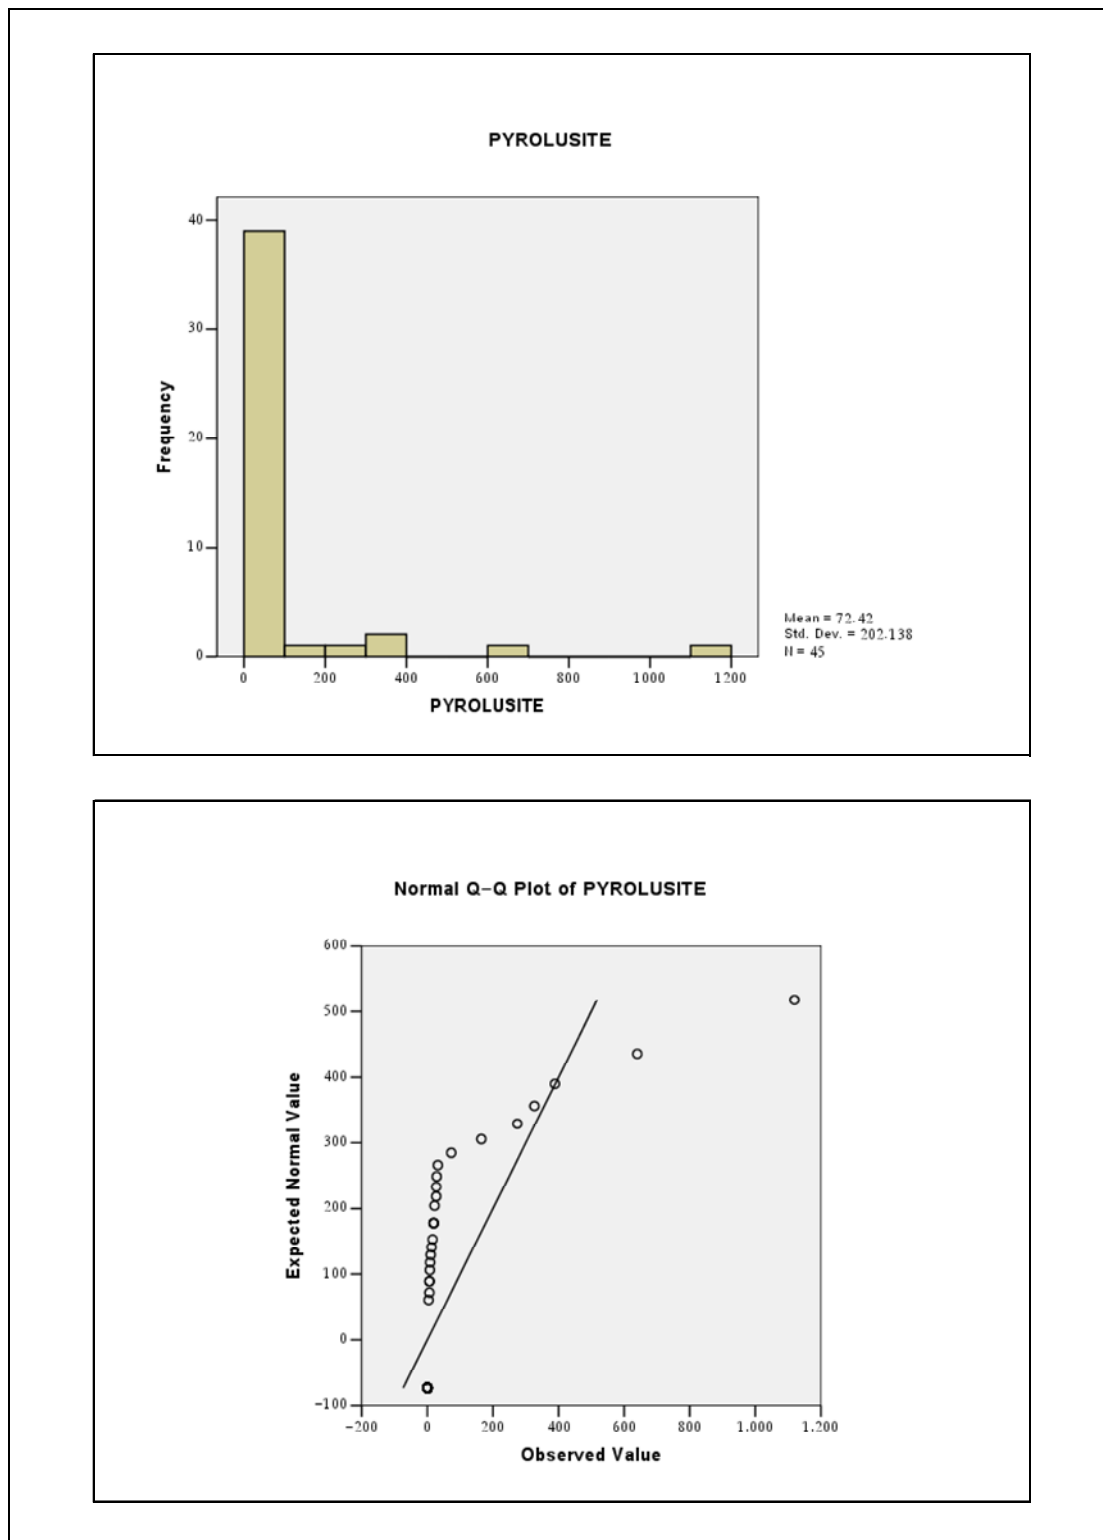 PYROLUSITE
40
30
20
10
0
Frequency
0 200 400 600 800 1000 1200
PYROLUSITE
Mean = 72.42
Std. Dev. = 202.138
N = 45
Normal Q–Q Plot of PYROLUSITE
600
500
400
300
200
100
0
−100
Expected Normal Value
−200 0 200 400 600 800 1.000 1.200
Observed Value